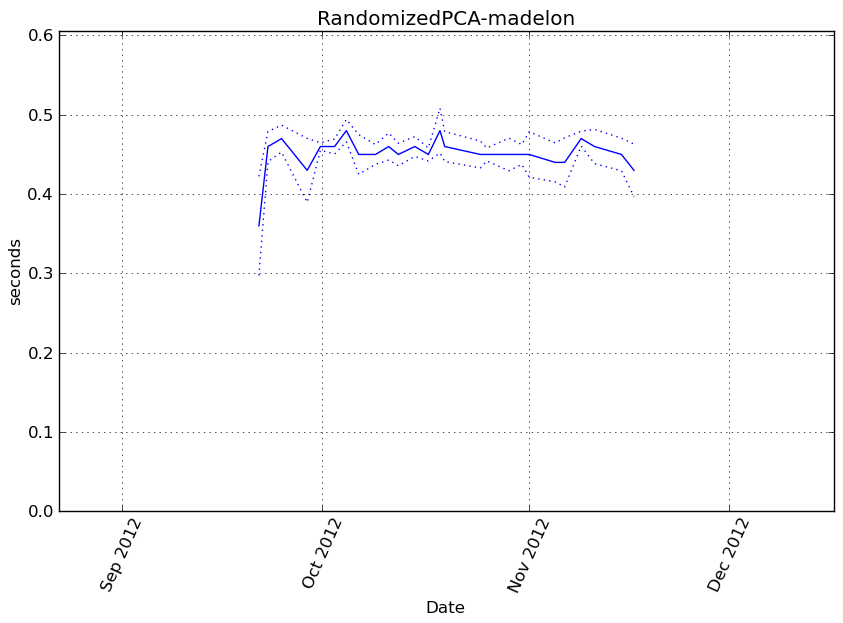 RandomizedPCA-madelon
0.6
0.5
0.4
0.3
0.2
0.1
0.0
seconds
Sep 2012
Oct 2012
Nov 2012
Dec 2012
Date